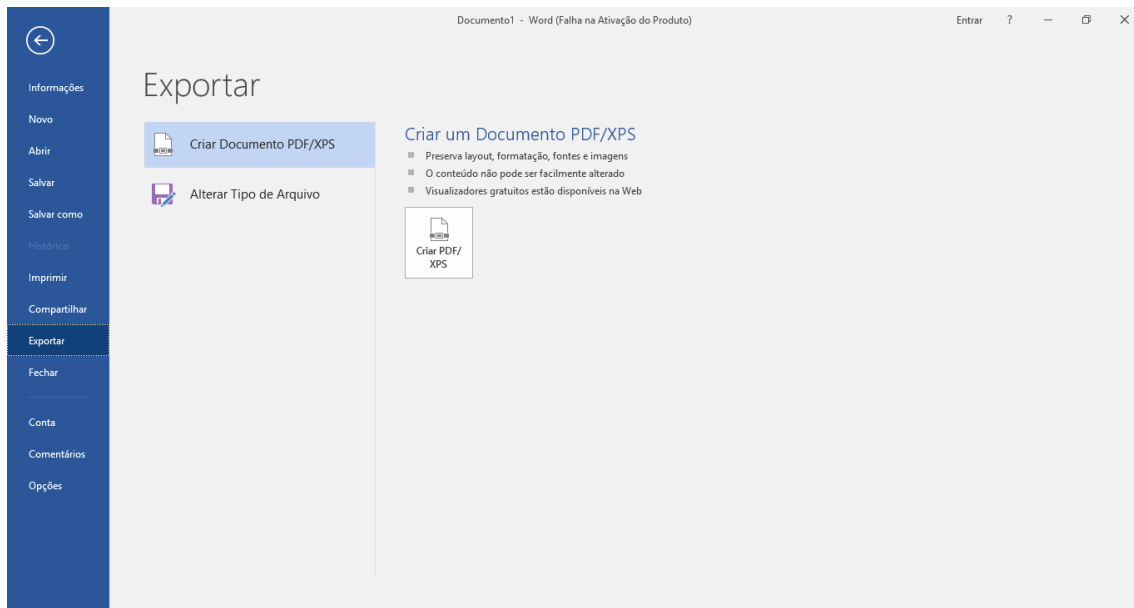 Documento1 - Word (Falha na Ativação do Produto)
Entrar ?
Informações
Novo
Abrir
Salvar
Salvar como
Histórico
Imprimir
Compartilhar
Exportar
Fechar
Conta
Comentários
Opções
Exportar
Criar Documento PDF/XPS
Alterar Tipo de Arquivo
Criar um Documento PDF/XPS
Preserva layout, formatação, fontes e imagens
O conteúdo não pode ser facilmente alterado
Visualizadores gratuitos estão disponíveis na Web
Criar PDF/
XPS